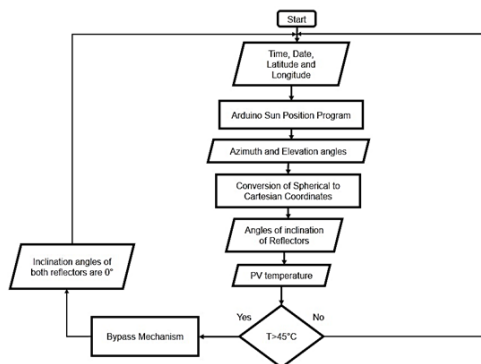 Start
Time, Date,
Latitude and
Longitude
Arduino Sun Position Program
Azimuth and Elevation angles
Conversion of Spherical to
Cartesian Coordinates
Angles of inclination
of Reflectors
Inclination angles of
both reflectors are 0°
PV temperature
Yes
No
Bypass Mechanism
T>45°C